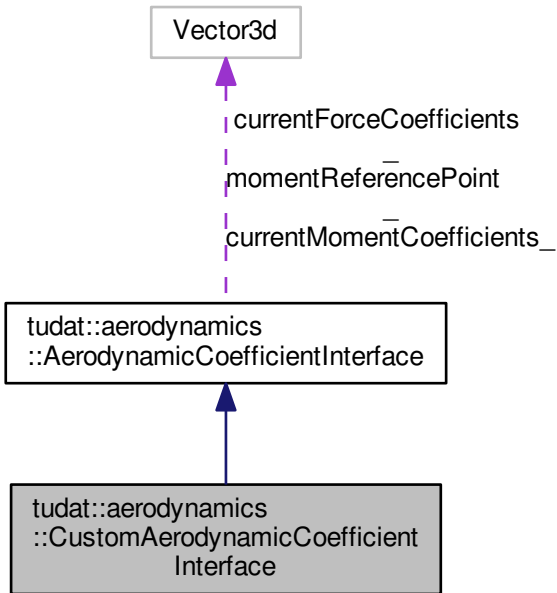 Vector3d
currentForceCoefficients
_
momentReferencePoint
_
currentMomentCoefficients_
tudat::aerodynamics
::AerodynamicCoefficientInterface
tudat::aerodynamics
::CustomAerodynamicCoefficient
Interface